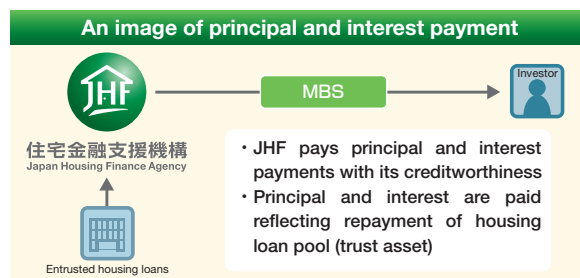 An image of principal and interest payment
JHF
MBS
Investor
住宅金融支援機構
Japan Housing Finance Agency
・JHF pays principal and interest
payments with its creditworthiness
・Principal and interest are paid
reflecting repayment of housing
loan pool (trust asset)
Entrusted housing loans